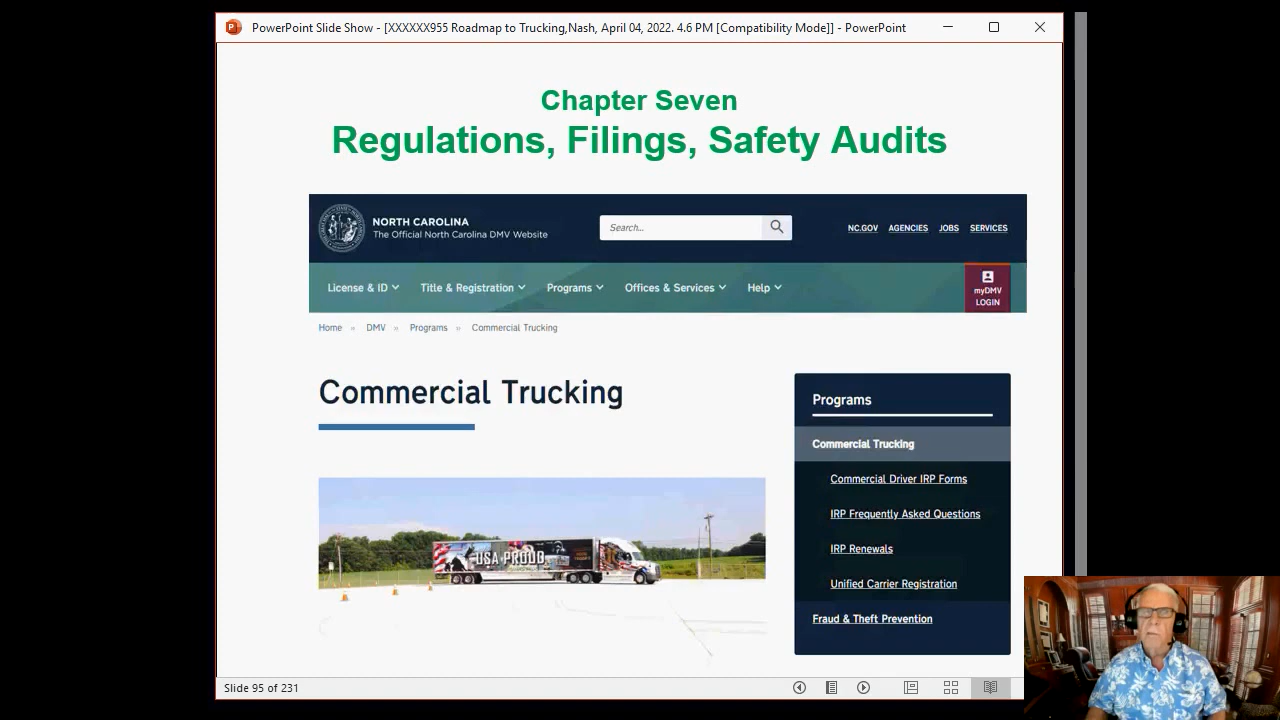 PowerPoint Slide Show - [XXXXXX955 Roadmap to Trucking,Nash, April 04, 2022. 4.6 PM [Compatibility Mode]] - PowerPoint
Chapter Seven
Regulations, Filings, Safety Audits
NORTH CAROLINA
The Official North Carolina DMV Website
Search...
NC.GOV AGENCIES JOBS SERVICES
License & ID Title & Registration Programs Offices & Services Help
myDMV
LOGIN
Home » DMV » Programs » Commercial Trucking
Commercial Trucking
Programs
Commercial Trucking
Commercial Driver IRP Forms
IRP Frequently Asked Questions
IRP Renewals
Unified Carrier Registration
Fraud & Theft Prevention
USA PROUD
Slide 95 of 231